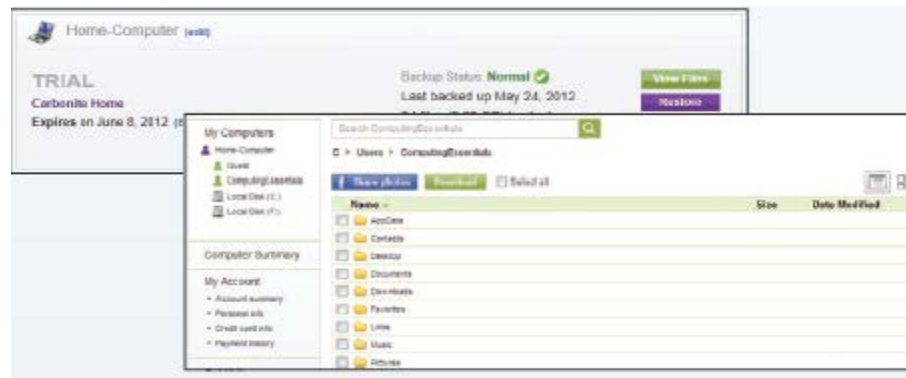 Home-Computer (edit)
TRIAL
Carbonite Home
Expires on June 8, 2012
Backup Status: Normal
Last backed up May 24, 2012
View Files
Restore
My Computers
Home-Computer
Guest
ComputingEssentials
Local Disk (C:)
Local Disk (F:)
Computer Summary
My Account
Account summary
Personal info
Credit card info
Payment history
Search ComputingEssentials
C > Users > ComputingEssentials
f Share photos Download Select all
Name Size Date Modified
AppData
Contacts
Desktop
Documents
Downloads
Favorites
Links
Music
Pictures